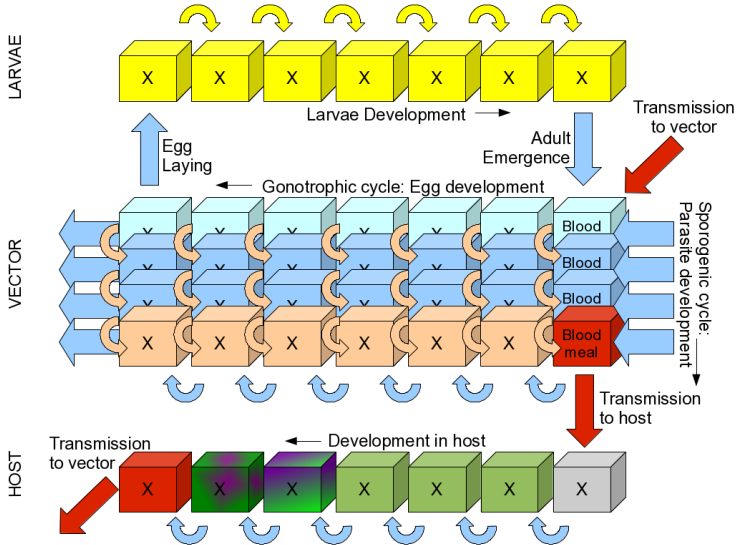 LARVAE
X X X X X X X
Larvae Development
Egg
Laying
Adult
Emergence
Transmission
to vector
Gonotrophic cycle: Egg development
VECTOR
X X X X X X Blood
X X X X X X Blood
X X X X X X Blood
X X X X X X Blood
meal
Sporogenic cycle:
Parasite development
Transmission
to host
Transmission
to vector
Development in host
HOST
X X X X X X X